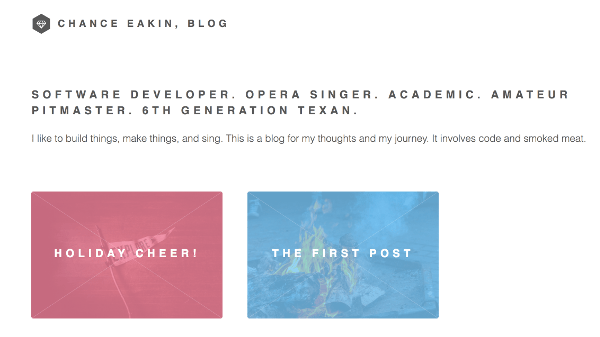 CHANCE EAKIN, BLOG
SOFTWARE DEVELOPER. OPERA SINGER. ACADEMIC. AMATEUR
PITMASTER. 6TH GENERATION TEXAN.
I like to build things, make things, and sing. This is a blog for my thoughts and my journey. It involves code and smoked meat.
HOLIDAY CHEER!
THE FIRST POST